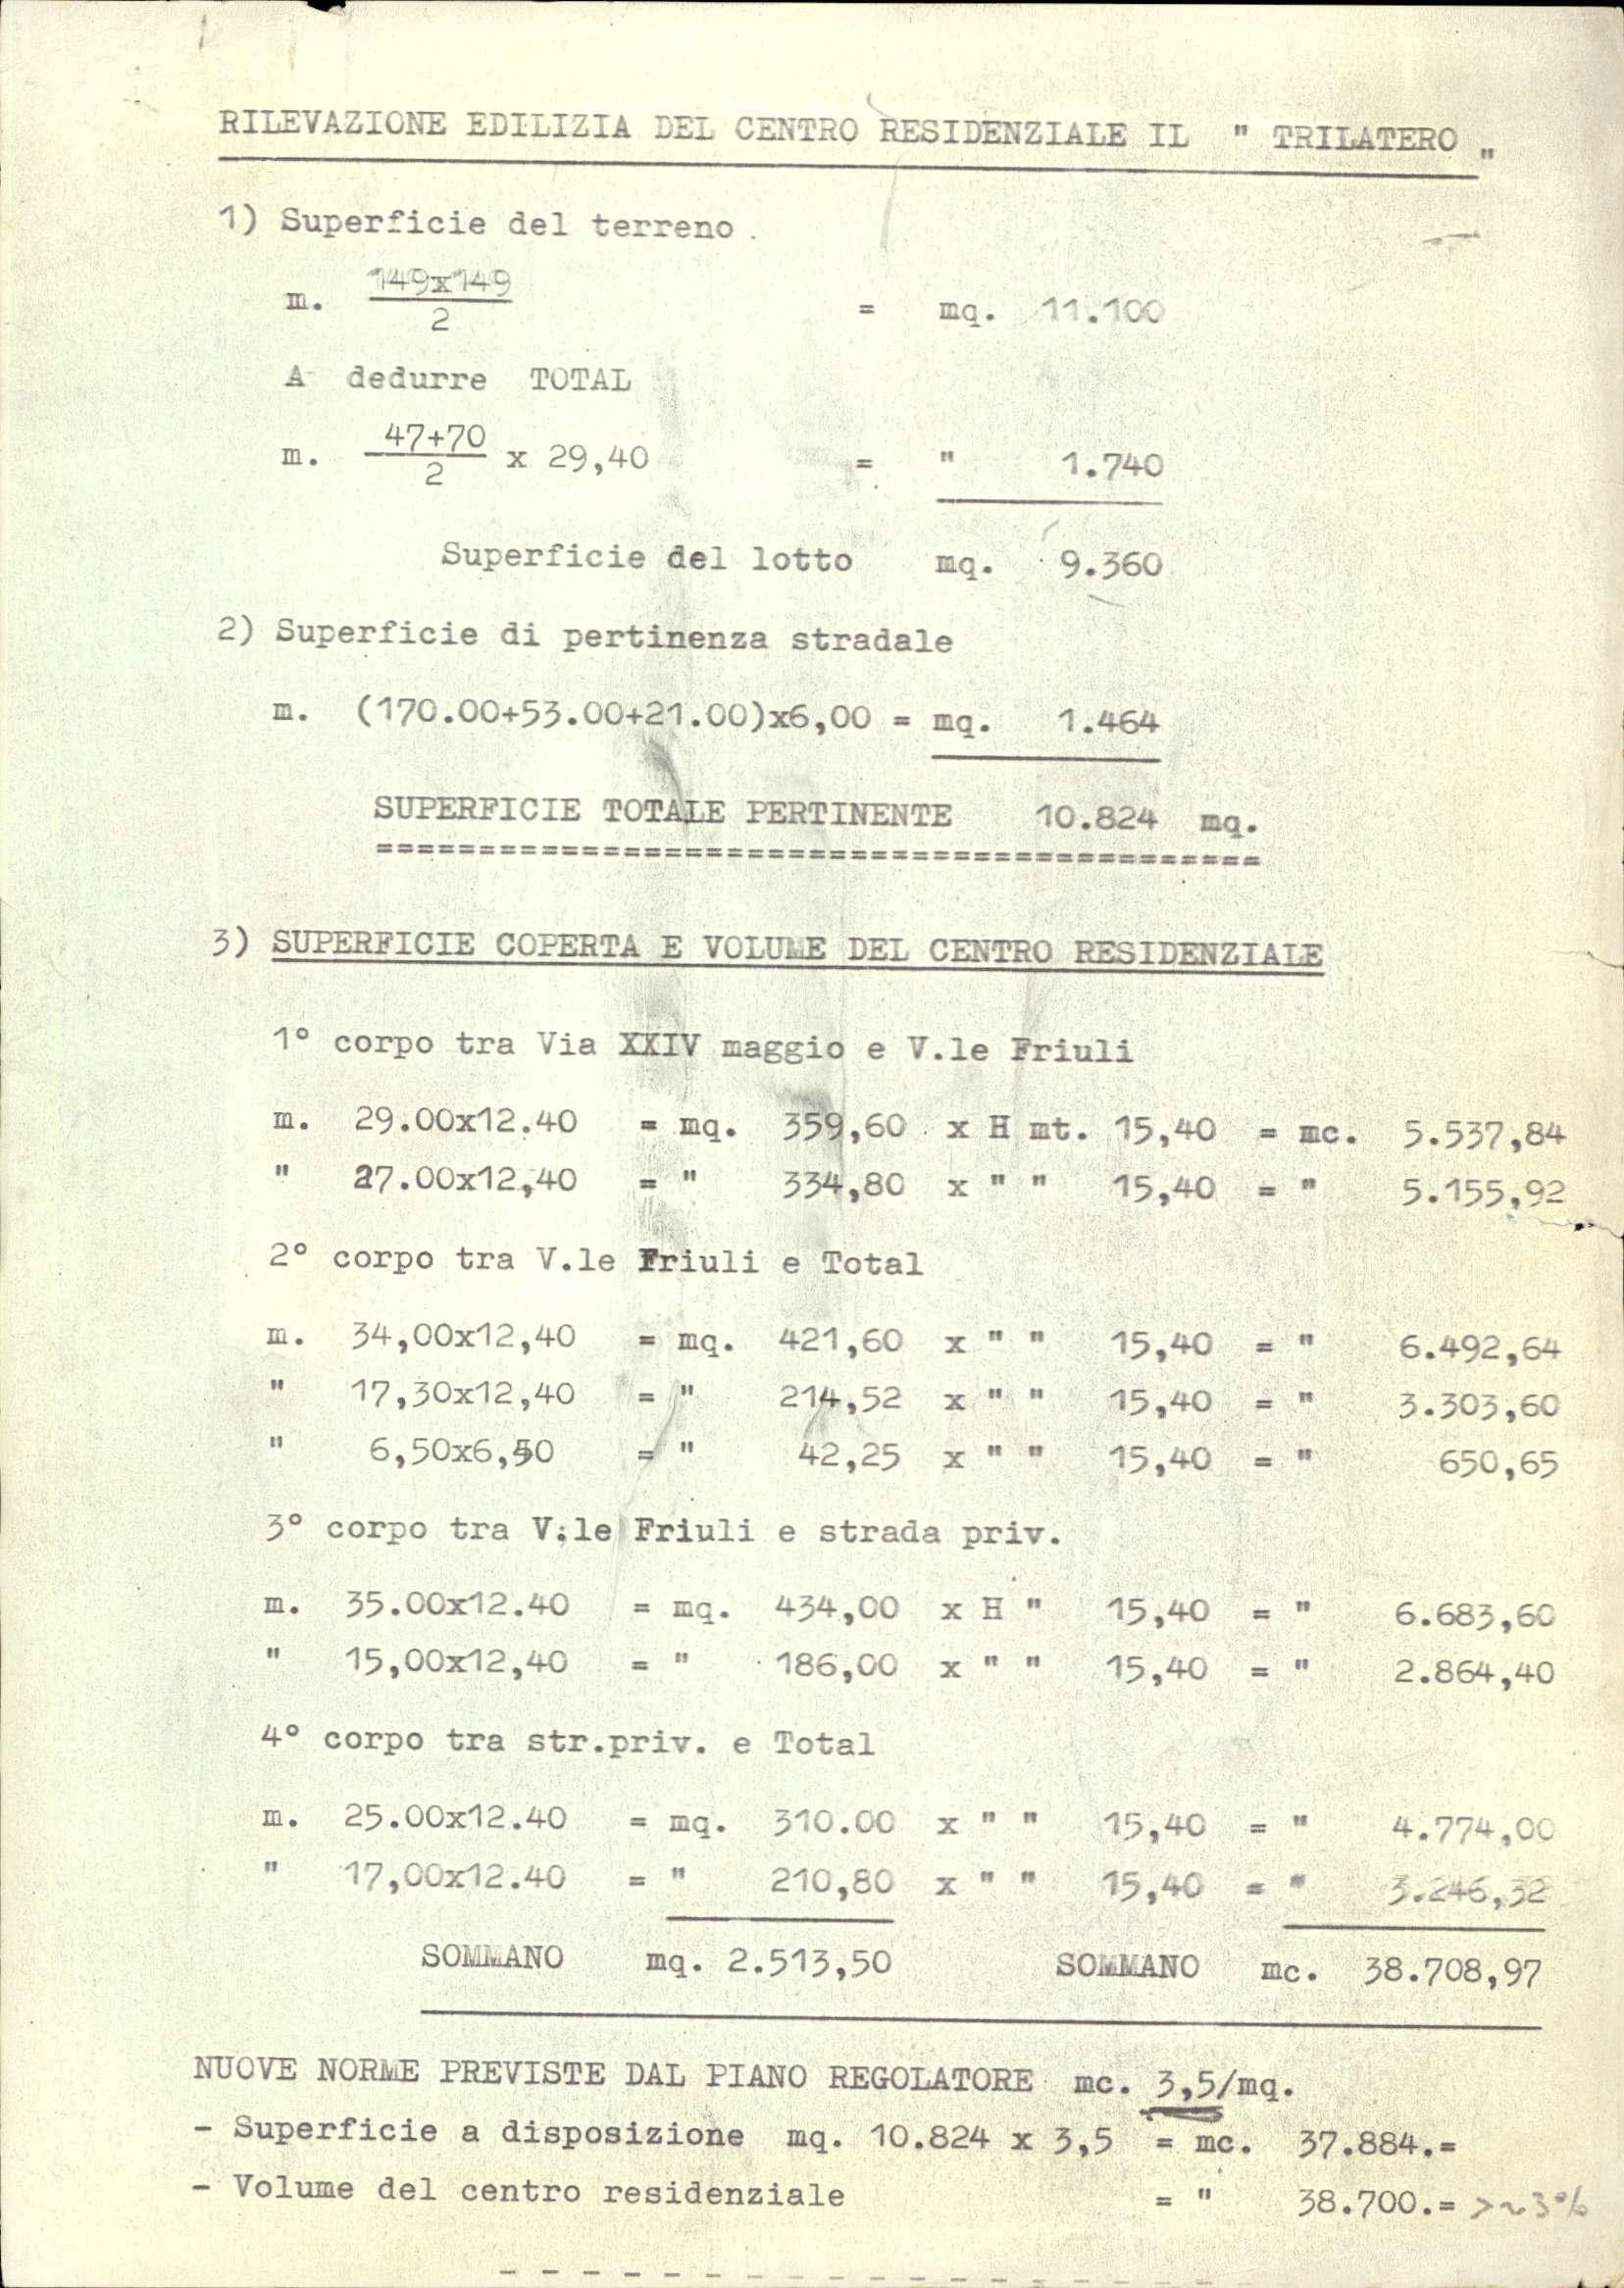 RILEVAZIONE EDILIZIA DEL CENTRO RESIDENZIALE IL " TRILATERO "
1) Superficie del terreno.
m. 149x149/2 = mq. 11.100
A dedurre TOTAL
m. 47+70/2 x 29,40 = " 1.740
Superficie del lotto mq. 9.360
2) Superficie di pertinenza stradale
m. (170.00+53.00+21.00)x6,00 = mq. 1.464
SUPERFICIE TOTALE PERTINENTE 10.824 mq.
===========================================
3) SUPERFICIE COPERTA E VOLUME DEL CENTRO RESIDENZIALE
1° corpo tra Via XXIV maggio e V.le Friuli
m. 29.00x12.40 = mq. 359,60 x H mt. 15,40 = mc. 5.537,84
" 27.00x12,40 = " 334,80 x " " 15,40 = " 5.155,92
2° corpo tra V.le Friuli e Total
m. 34,00x12,40 = mq. 421,60 x " " 15,40 = " 6.492,64
" 17,30x12,40 = " 214,52 x " " 15,40 = " 3.303,60
" 6,50x6,50 = " 42,25 x " " 15,40 = " 650,65
3° corpo tra V.le Friuli e strada priv.
m. 35.00x12.40 = mq. 434,00 x H " 15,40 = " 6.683,60
" 15,00x12,40 = " 186,00 x " " 15,40 = " 2.864,40
4° corpo tra str.priv. e Total
m. 25.00x12.40 = mq. 310.00 x " " 15,40 = " 4.774,00
" 17,00x12.40 = " 210,80 x " " 15,40 = " 3.246,32
SOMMANO mq. 2.513,50 SOMMANO mc. 38.708,97
NUOVE NORME PREVISTE DAL PIANO REGOLATORE mc. 3,5/mq.
- Superficie a disposizione mq. 10.824 x 3,5 = mc. 37.884.=
- Volume del centro residenziale = " 38.700.= >~3%